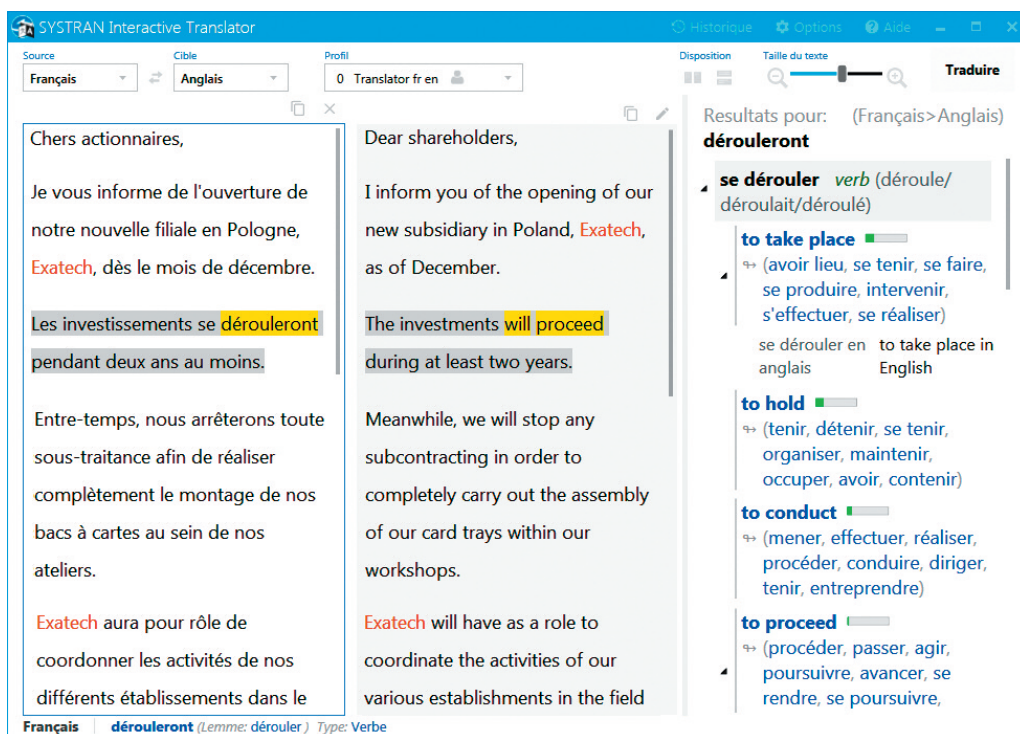 SYSTRAN Interactive Translator
Historique Options Aide
Source Cible Profil Disposition Taille du texte
Français Anglais 0 Translator fr en Traduire
Chers actionnaires,
Je vous informe de l'ouverture de
notre nouvelle filiale en Pologne,
Exatech, dès le mois de décembre.
Les investissements se dérouleront
pendant deux ans au moins.
Entre-temps, nous arrêterons toute
sous-traitance afin de réaliser
complètement le montage de nos
bacs à cartes au sein de nos
ateliers.
Exatech aura pour rôle de
coordonner les activités de nos
différents établissements dans le
Dear shareholders,
I inform you of the opening of our
new subsidiary in Poland, Exatech,
as of December.
The investments will proceed
during at least two years.
Meanwhile, we will stop any
subcontracting in order to
completely carry out the assembly
of our card trays within our
workshops.
Exatech will have as a role to
coordinate the activities of our
various establishments in the field
Resultats pour: (Français>Anglais)
dérouleront
se dérouler verb (déroule/
déroulait/déroulé)
to take place
(avoir lieu, se tenir, se faire,
se produire, intervenir,
s'effectuer, se réaliser)
se dérouler en to take place in
anglais English
to hold
(tenir, détenir, se tenir,
organiser, maintenir,
occuper, avoir, contenir)
to conduct
(mener, effectuer, réaliser,
procéder, conduire, diriger,
tenir, entreprendre)
to proceed
(procéder, passer, agir,
poursuivre, avancer, se
rendre, se poursuivre,
Français dérouleront (Lemme: dérouler ) Type: Verbe